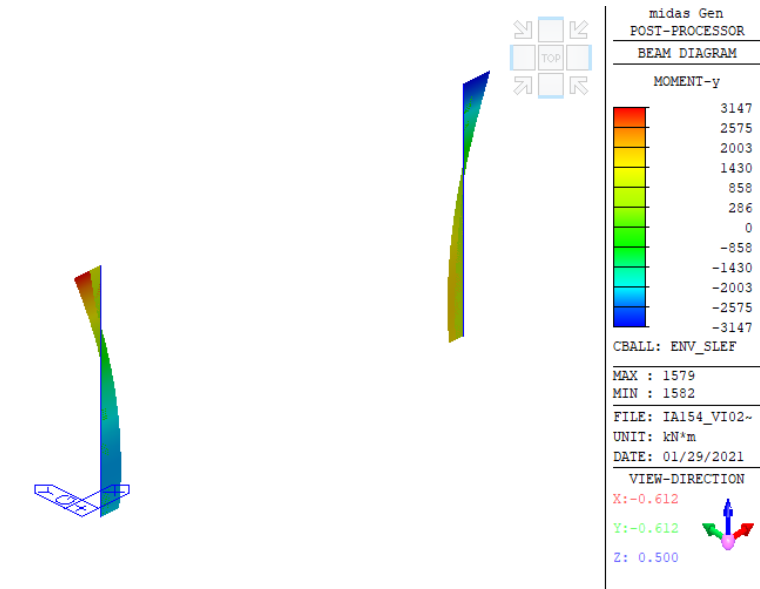 TOP
midas Gen
POST-PROCESSOR
BEAM DIAGRAM
MOMENT-y
3147
2575
2003
1430
858
286
0
-858
-1430
-2003
-2575
-3147
CBALL: ENV_SLEF
MAX : 1579
MIN : 1582
FILE: IA154_VI02~
UNIT: kN*m
DATE: 01/29/2021
VIEW-DIRECTION
X:-0.612
Y:-0.612
Z: 0.500